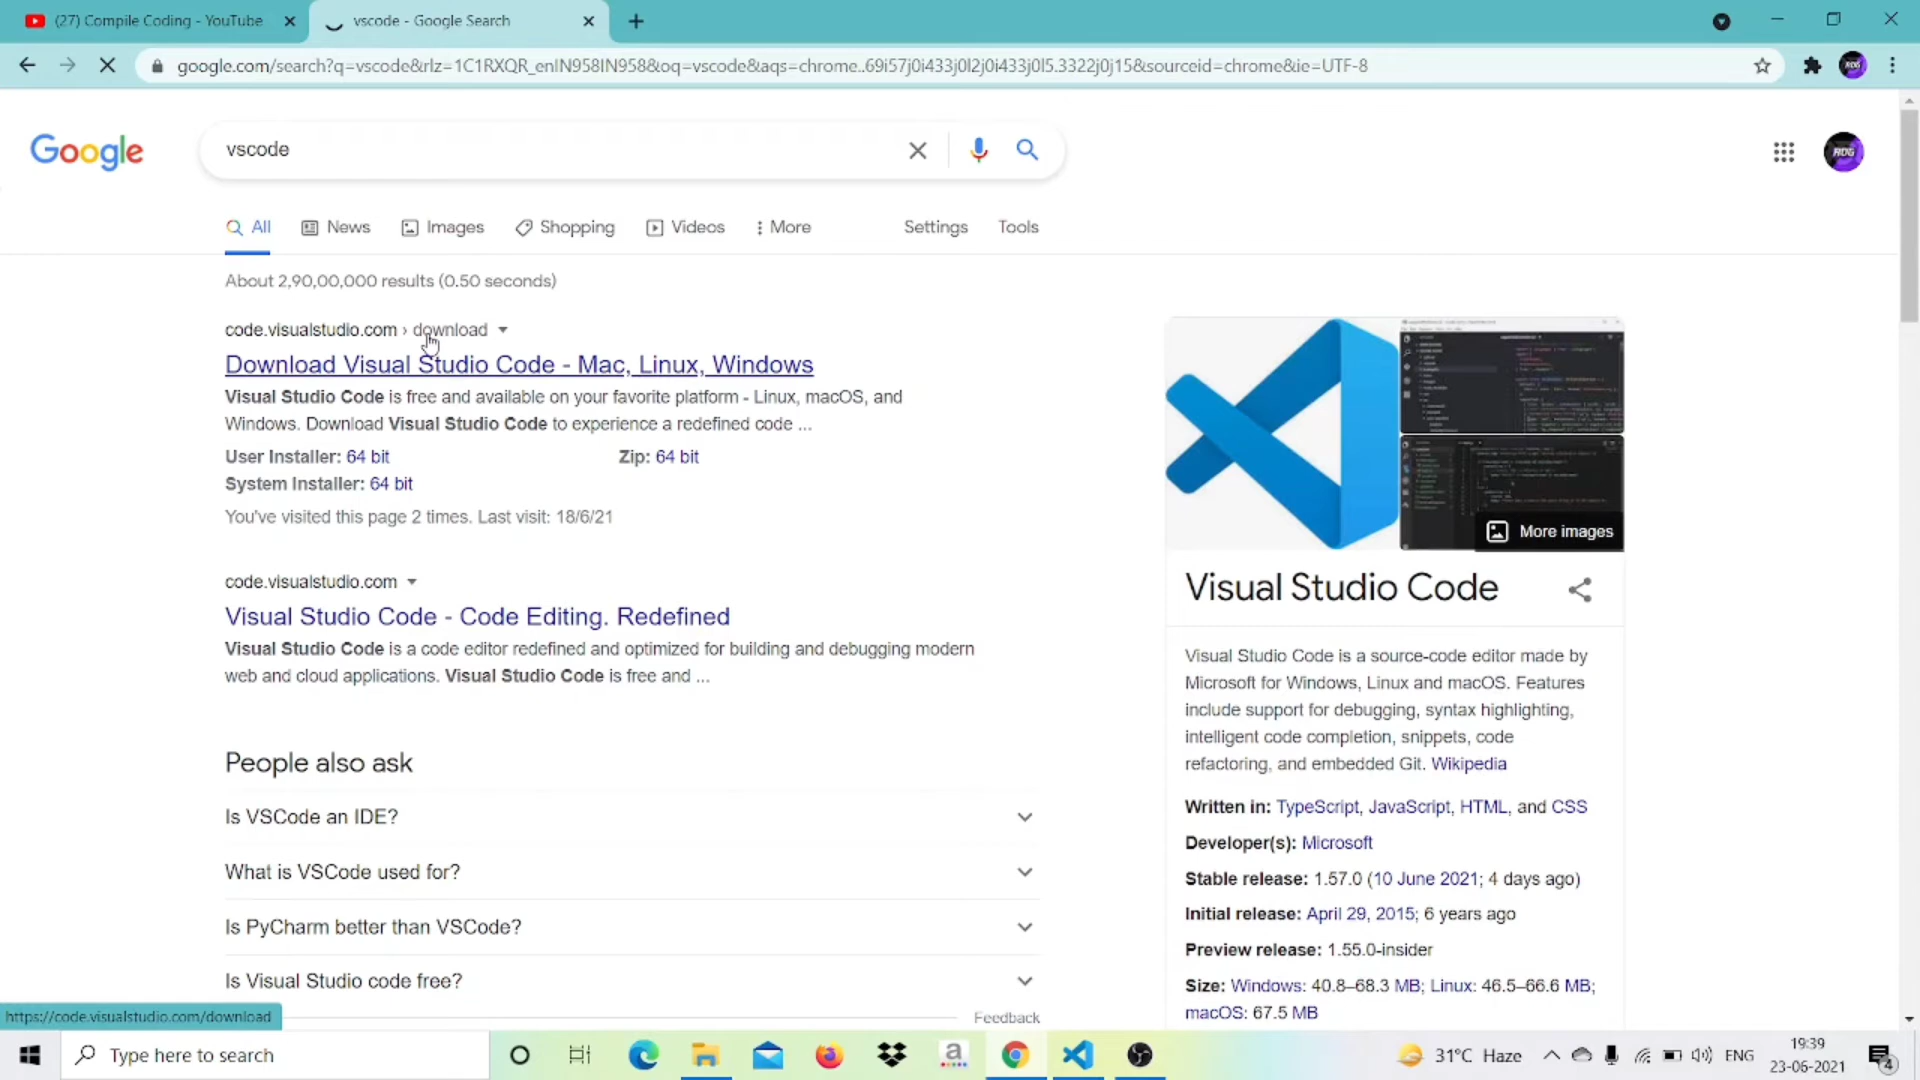 (27) Compile Coding - YouTube
vscode - Google Search
google.com/search?q=vscode&rlz=1C1RXQR_enIN958IN958&oq=vscode&aqs=chrome..69i57j0i433j0l2j0i433j0l5.3322j0j15&sourceid=chrome&ie=UTF-8
Google
vscode
RDG
All
News
Images
Shopping
Videos
More
Settings
Tools
About 2,90,00,000 results (0.50 seconds)
code.visualstudio.com › download
Download Visual Studio Code - Mac, Linux, Windows
Visual Studio Code is free and available on your favorite platform - Linux, macOS, and
Windows. Download Visual Studio Code to experience a redefined code ...
User Installer: 64 bit
Zip: 64 bit
System Installer: 64 bit
You've visited this page 2 times. Last visit: 18/6/21
code.visualstudio.com
Visual Studio Code - Code Editing. Redefined
Visual Studio Code is a code editor redefined and optimized for building and debugging modern
web and cloud applications. Visual Studio Code is free and ...
People also ask
Is VSCode an IDE?
What is VSCode used for?
Is PyCharm better than VSCode?
Is Visual Studio code free?
Feedback
More images
Visual Studio Code
Visual Studio Code is a source-code editor made by
Microsoft for Windows, Linux and macOS. Features
include support for debugging, syntax highlighting,
intelligent code completion, snippets, code
refactoring, and embedded Git. Wikipedia
Written in: TypeScript, JavaScript, HTML, and CSS
Developer(s): Microsoft
Stable release: 1.57.0 (10 June 2021; 4 days ago)
Initial release: April 29, 2015; 6 years ago
Preview release: 1.55.0-insider
Size: Windows: 40.8–68.3 MB; Linux: 46.5–66.6 MB;
macOS: 67.5 MB
https://code.visualstudio.com/download
Type here to search
31°C Haze
ENG
19:39
23-06-2021
4